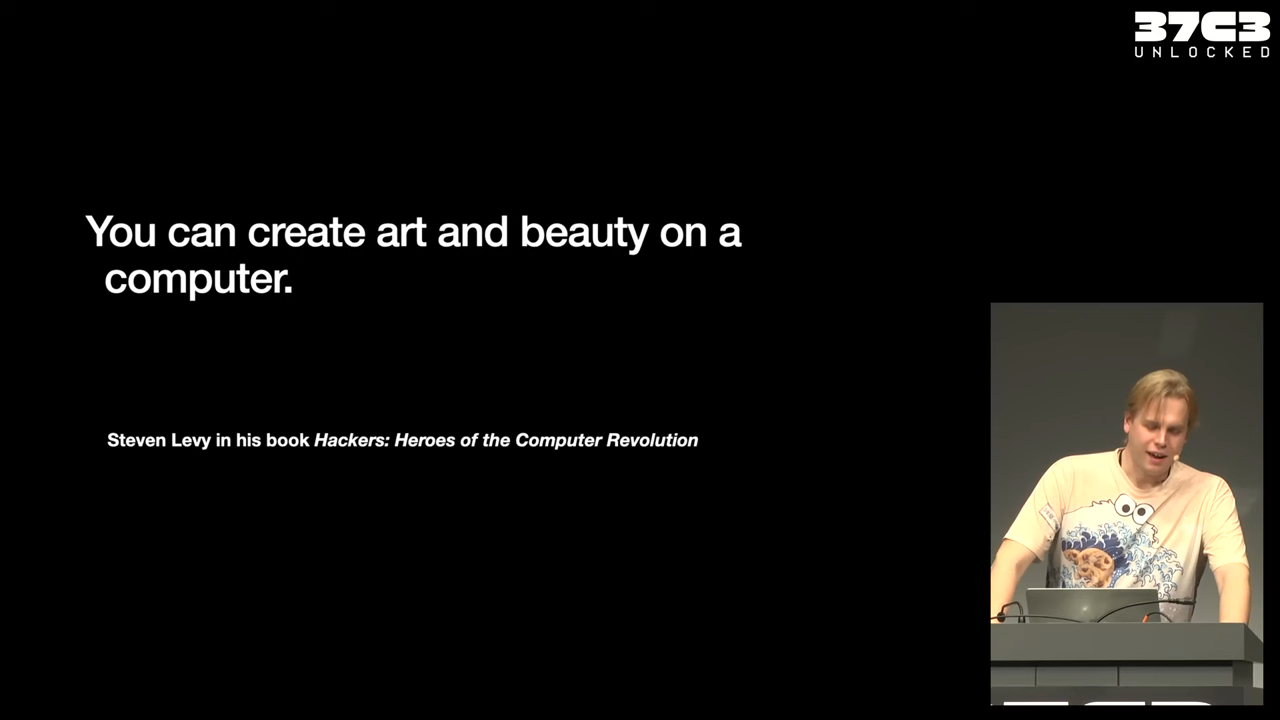 37C3
UNLOCKED
You can create art and beauty on a
computer.
Steven Levy in his book Hackers: Heroes of the Computer Revolution